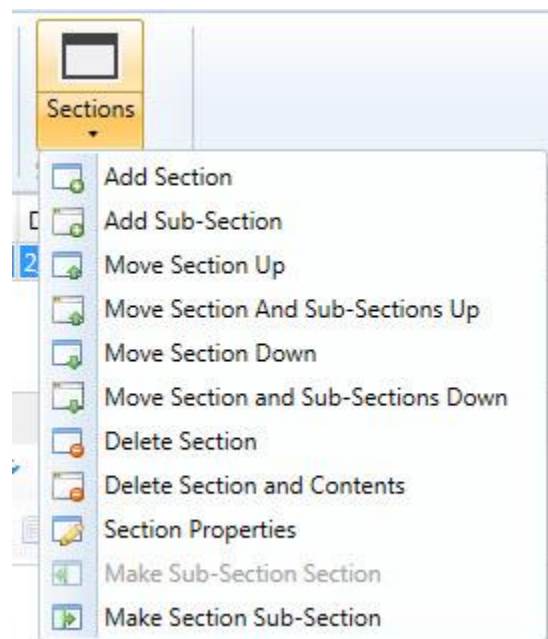 Sections
D
2
Add Section
Add Sub-Section
Move Section Up
Move Section And Sub-Sections Up
Move Section Down
Move Section and Sub-Sections Down
Delete Section
Delete Section and Contents
Section Properties
Make Sub-Section Section
Make Section Sub-Section